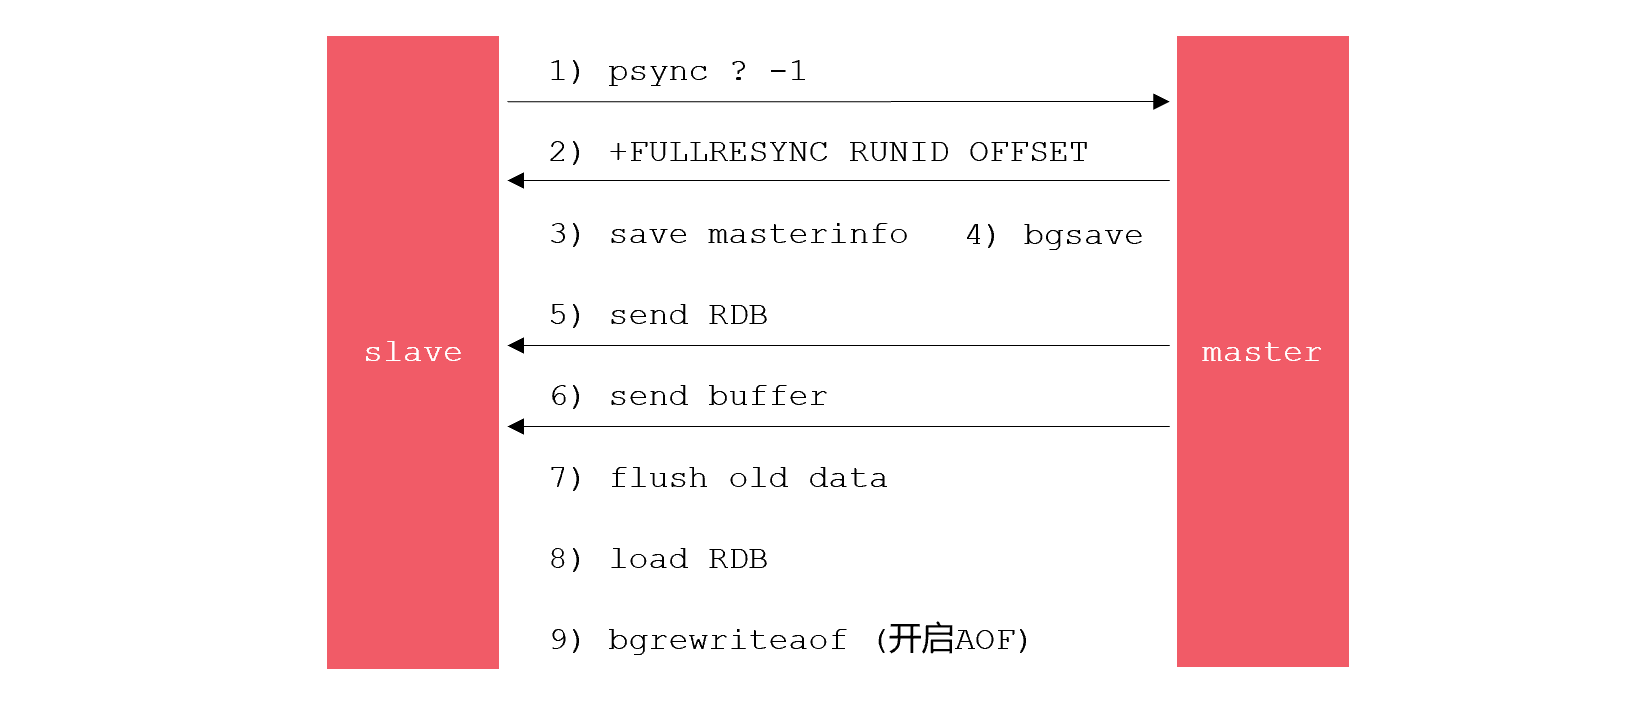 1) psync ? -1
2) +FULLRESYNC RUNID OFFSET
3) save masterinfo 4) bgsave
5) send RDB
slave
master
6) send buffer
7) flush old data
8) load RDB
9) bgrewriteaof (开启AOF)